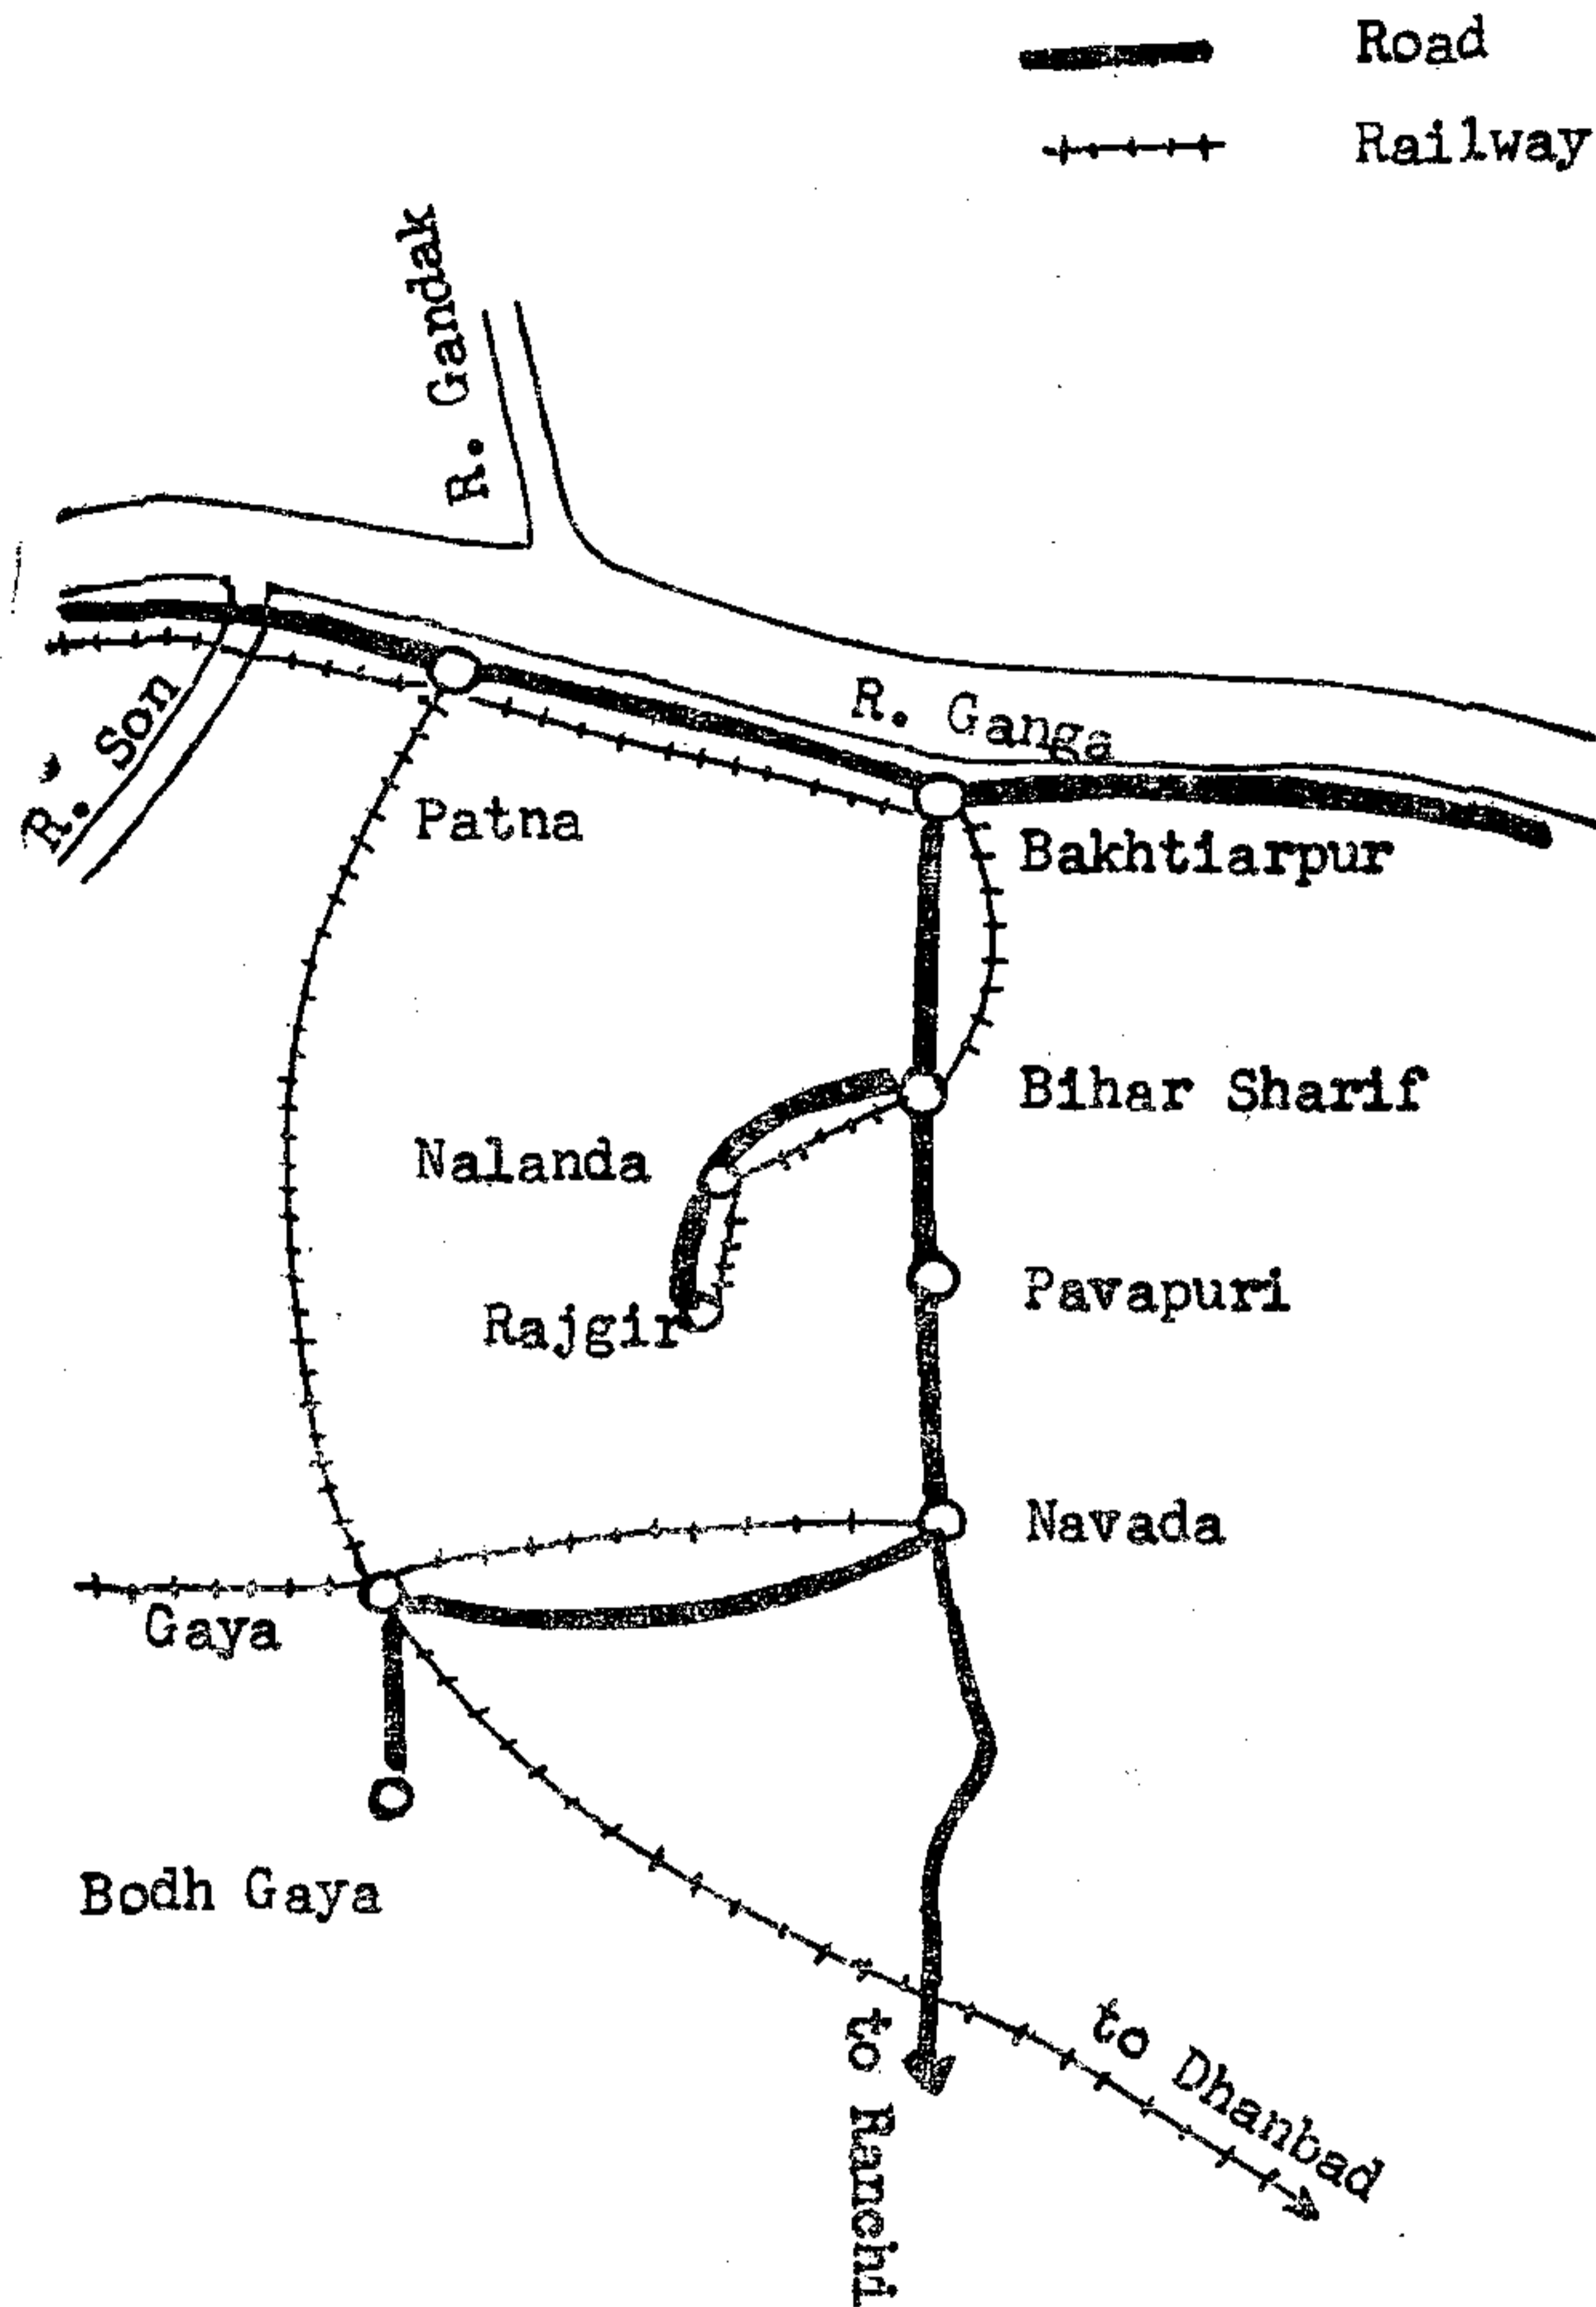 Road
Railway
R. Gandak
R. Son
R. Ganga
Patna
Bakhtiarpur
Bihar Sharif
Nalanda
Pavapuri
Rajgir
Navada
Gaya
Bodh Gaya
to Ranchi
to Dhanbad